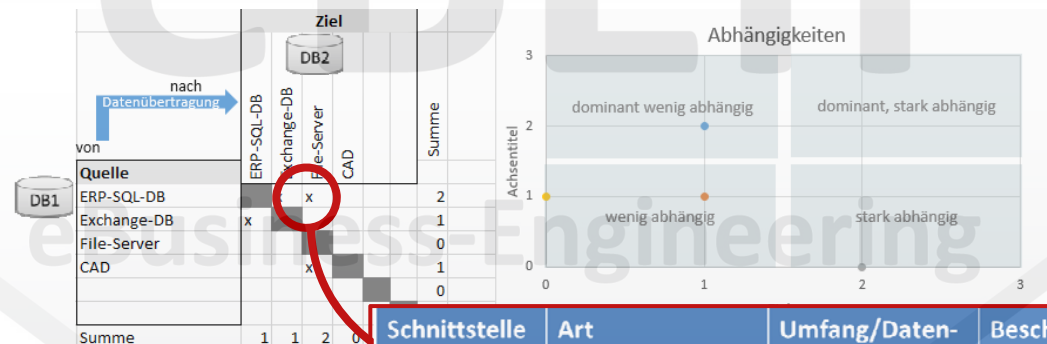 Ziel
DB2
nach
Datenübertragung
von
ERP-SQL-DB
Exchange-DB
File-Server
CAD
Summe
Quelle
DB1
ERP-SQL-DB x x 2
Exchange-DB x 1
File-Server 0
CAD x 1
0
Summe 1 1 2 0
Abhängigkeiten
3
dominant wenig abhängig
dominant, stark abhängig
2
Achsentitel
1
wenig abhängig
stark abhängig
0
0 1 2 3
Schnittstelle Art Umfang/Daten- Besch
eBusiness-Engineering